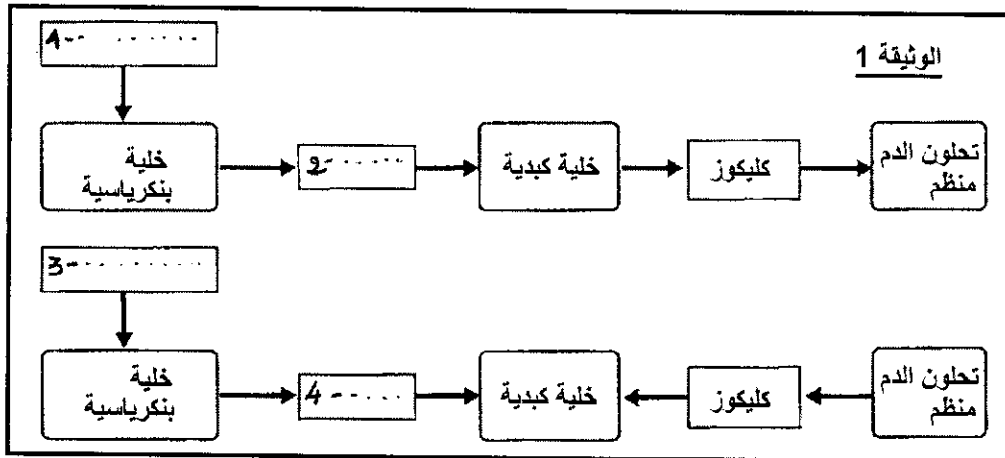 الوثيقة 1
1- .........
خلية
بنكرياسية
2- ......
خلية كبدية
كليكوز
تحلون الدم
منظم
3- .........
خلية
بنكرياسية
4- .....
خلية كبدية
كليكوز
تحلون الدم
منظم